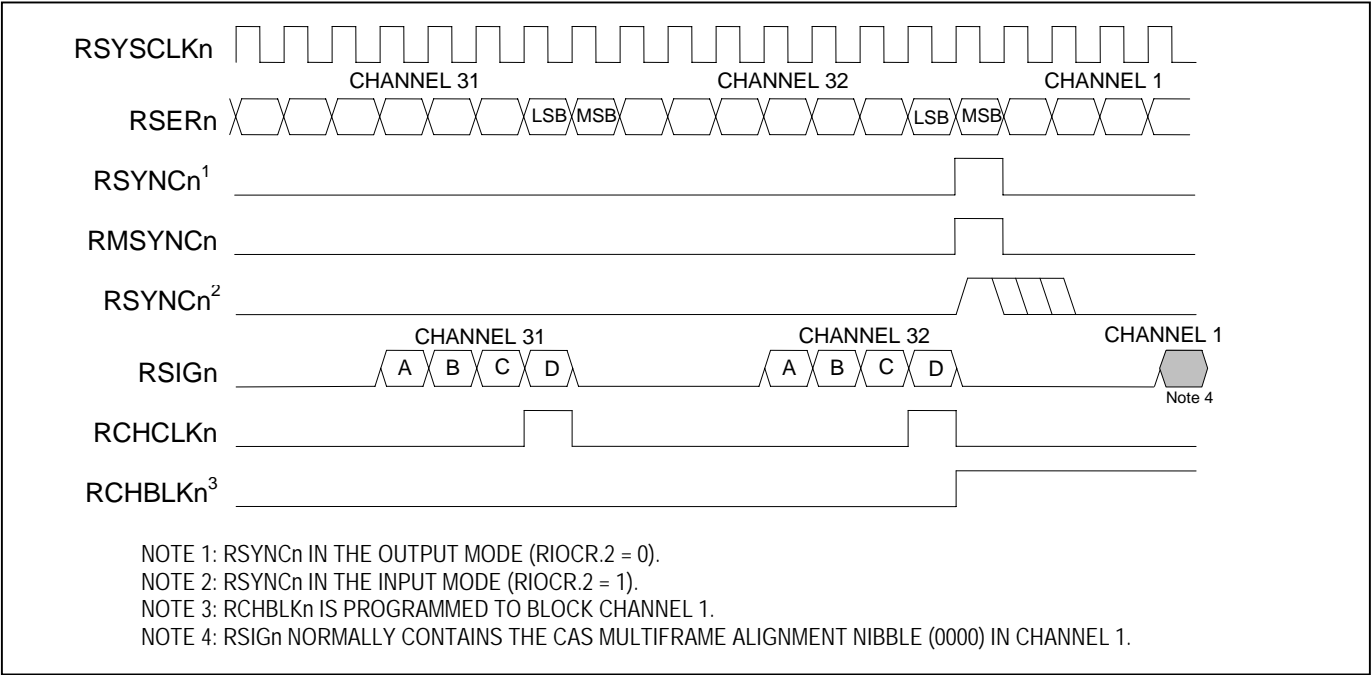 RSYSCLKn
CHANNEL 31 CHANNEL 32 CHANNEL 1
RSERn LSB MSB LSB MSB
RSYNCn¹
RMSYNCn
RSYNCn²
CHANNEL 31 CHANNEL 32 CHANNEL 1
RSIGn A B C D A B C D
Note 4
RCHCLKn
RCHBLKn³
NOTE 1: RSYNCn IN THE OUTPUT MODE (RIOCR.2 = 0).
NOTE 2: RSYNCn IN THE INPUT MODE (RIOCR.2 = 1).
NOTE 3: RCHBLKn IS PROGRAMMED TO BLOCK CHANNEL 1.
NOTE 4: RSIGn NORMALLY CONTAINS THE CAS MULTIFRAME ALIGNMENT NIBBLE (0000) IN CHANNEL 1.